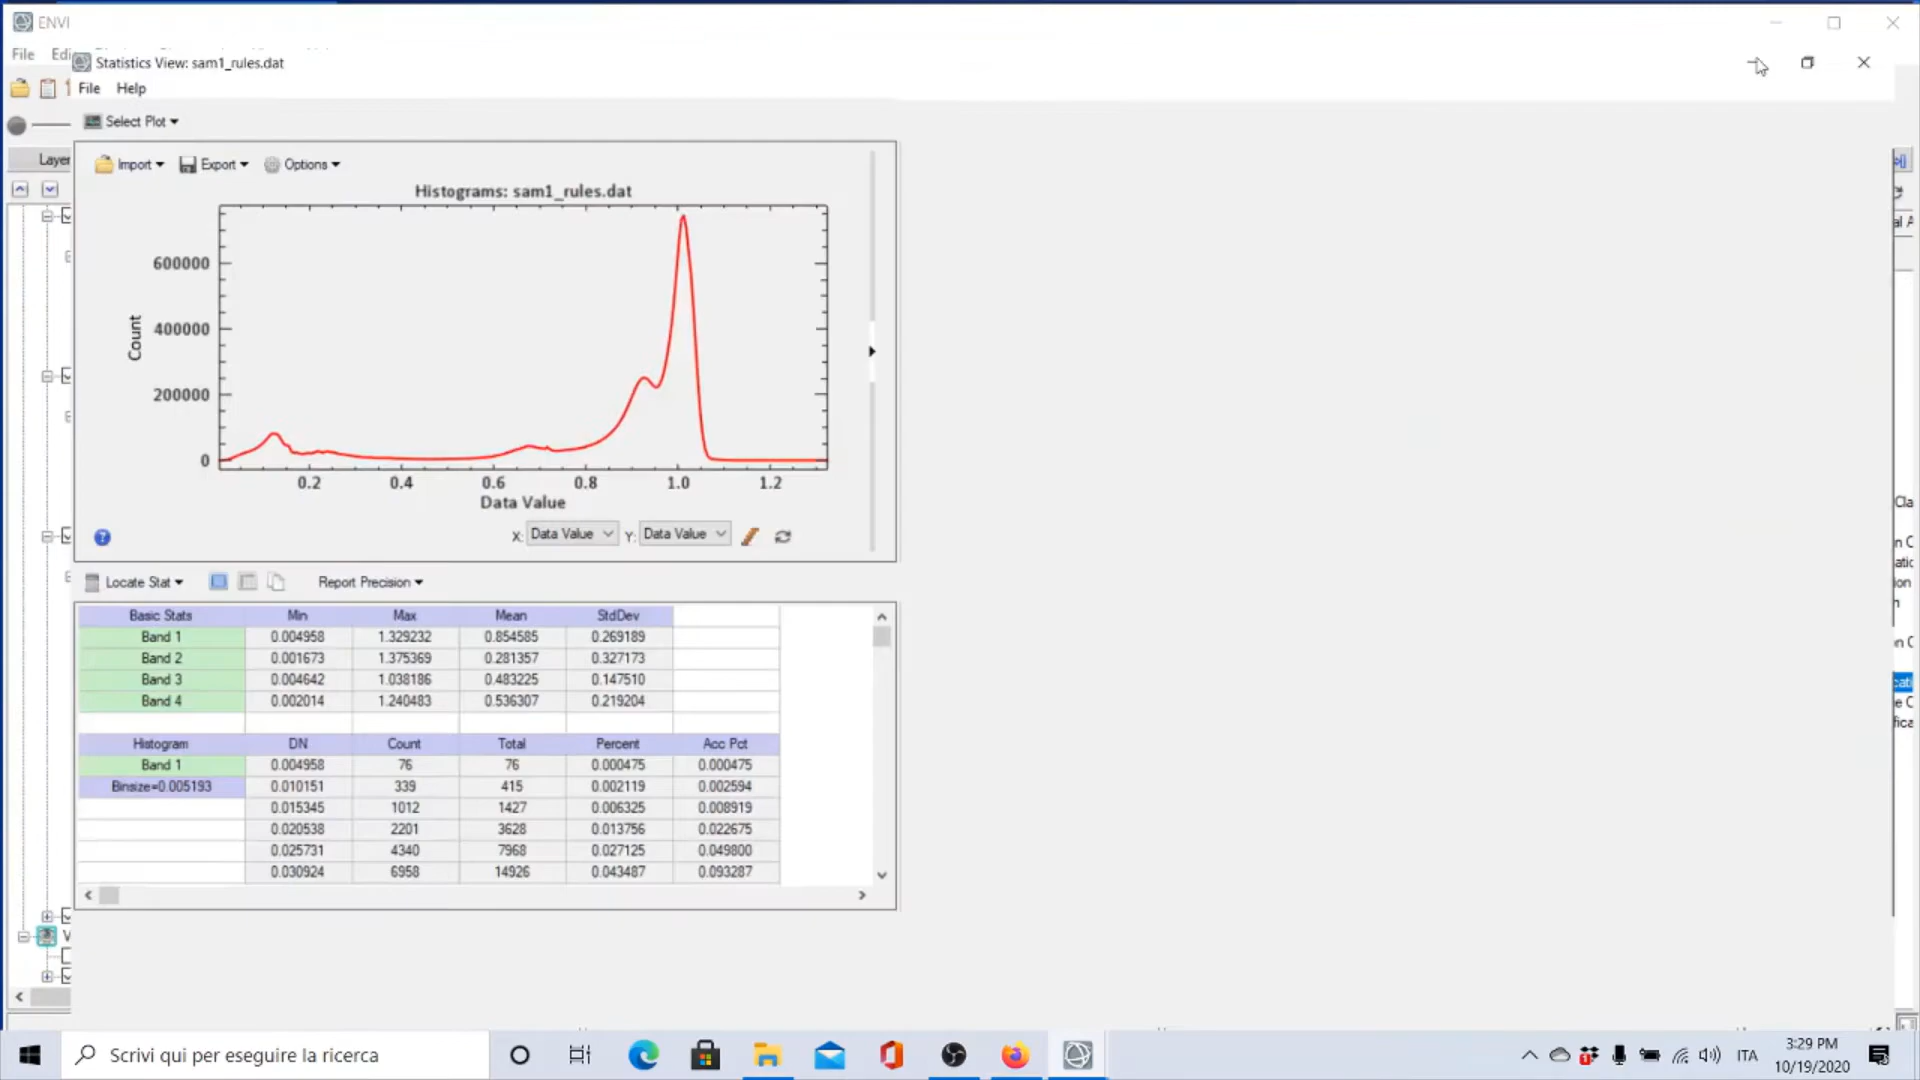 ENVI
File Edi
Statistics View: sam1_rules.dat
File Help
Select Plot
Layer
Import Export Options
Histograms: sam1_rules.dat
600000
400000
200000
0
Count
0.2 0.4 0.6 0.8 1.0 1.2
Data Value
X: Data Value Y: Data Value
Locate Stat Report Precision
Basic Stats Min Max Mean StdDev
Band 1 0.004958 1.329232 0.854585 0.269189
Band 2 0.001673 1.375369 0.281357 0.327173
Band 3 0.004642 1.038186 0.483225 0.147510
Band 4 0.002014 1.240483 0.536307 0.219204
Histogram DN Count Total Percent Acc Pct
Band 1 0.004958 76 76 0.000475 0.000475
Binsize=0.005193 0.010151 339 415 0.002119 0.002594
0.015345 1012 1427 0.006325 0.008919
0.020538 2201 3628 0.013756 0.022675
0.025731 4340 7968 0.027125 0.049800
0.030924 6958 14926 0.043487 0.093287
Scrivi qui per eseguire la ricerca
ITA
3:29 PM
10/19/2020